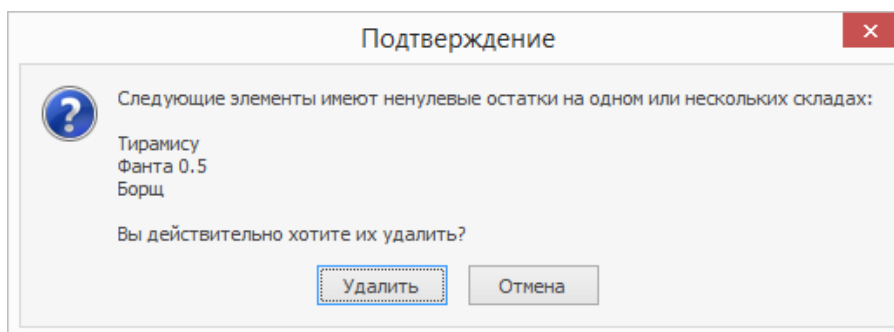 Подтверждение
Следующие элементы имеют ненулевые остатки на одном или нескольких складах:
Тирамису
Фанта 0.5
Борщ
Вы действительно хотите их удалить?
Удалить
Отмена